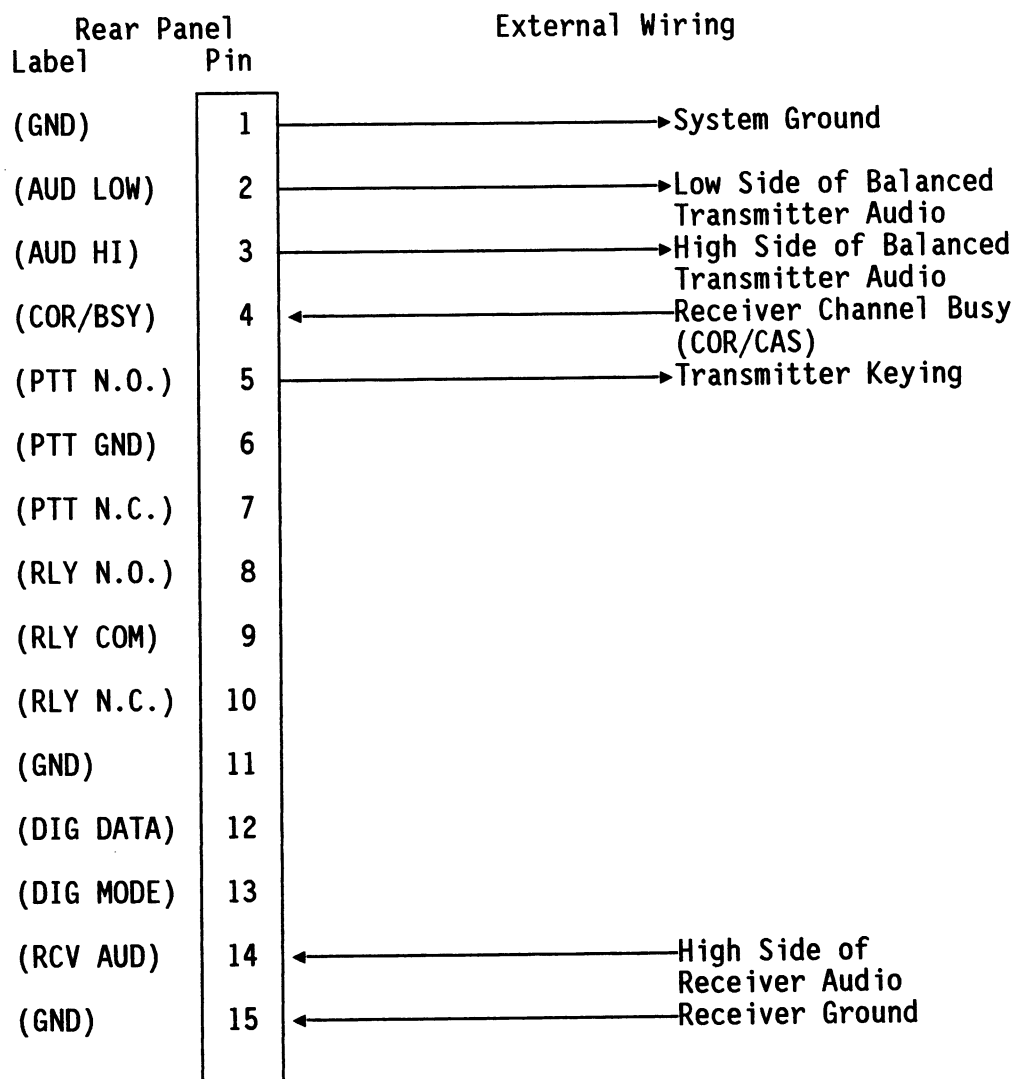 Rear Panel External Wiring
Label Pin
(GND) 1 System Ground
(AUD LOW) 2 Low Side of Balanced
Transmitter Audio
(AUD HI) 3 High Side of Balanced
Transmitter Audio
(COR/BSY) 4 Receiver Channel Busy
(COR/CAS)
(PTT N.O.) 5 Transmitter Keying
(PTT GND) 6
(PTT N.C.) 7
(RLY N.O.) 8
(RLY COM) 9
(RLY N.C.) 10
(GND) 11
(DIG DATA) 12
(DIG MODE) 13
(RCV AUD) 14 High Side of
Receiver Audio
(GND) 15 Receiver Ground